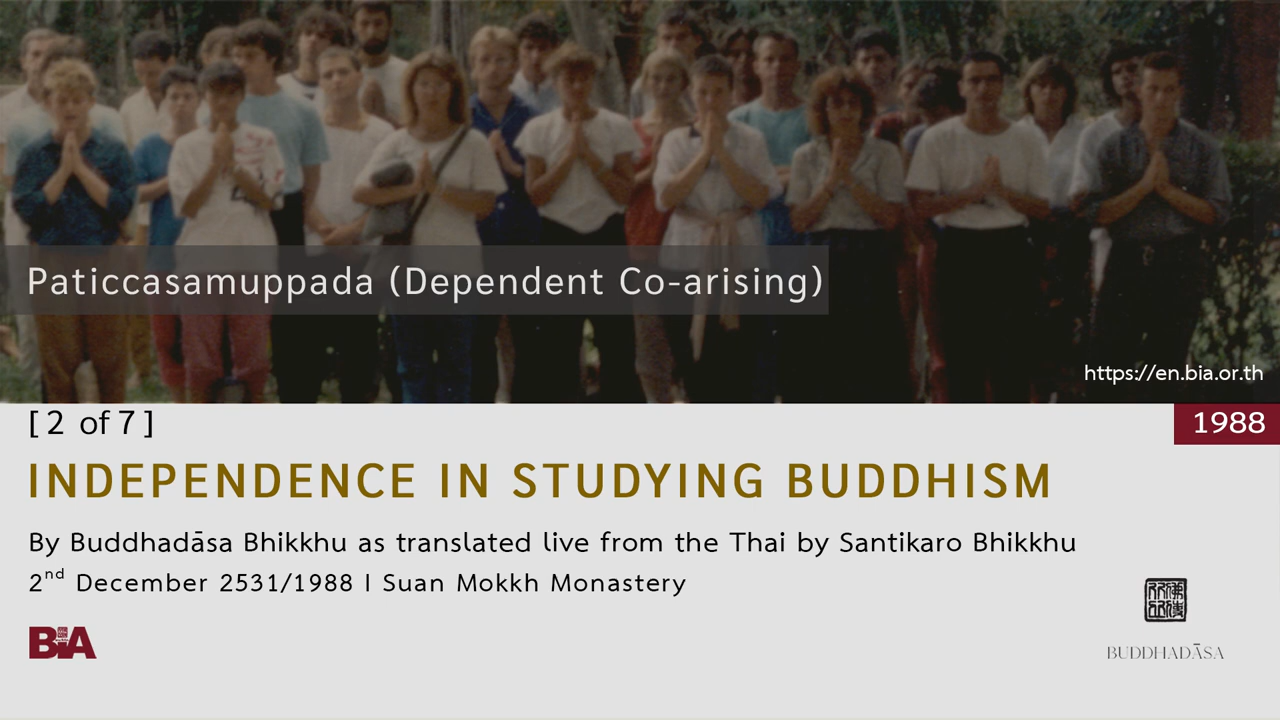 Paticcasamuppada (Dependent Co-arising)
https://en.bia.or.th
[ 2 of 7 ]
1988
INDEPENDENCE IN STUDYING BUDDHISM
By Buddhadāsa Bhikkhu as translated live from the Thai by Santikaro Bhikkhu
2nd December 2531/1988 I Suan Mokkh Monastery
BIA
BUDDHADĀSA